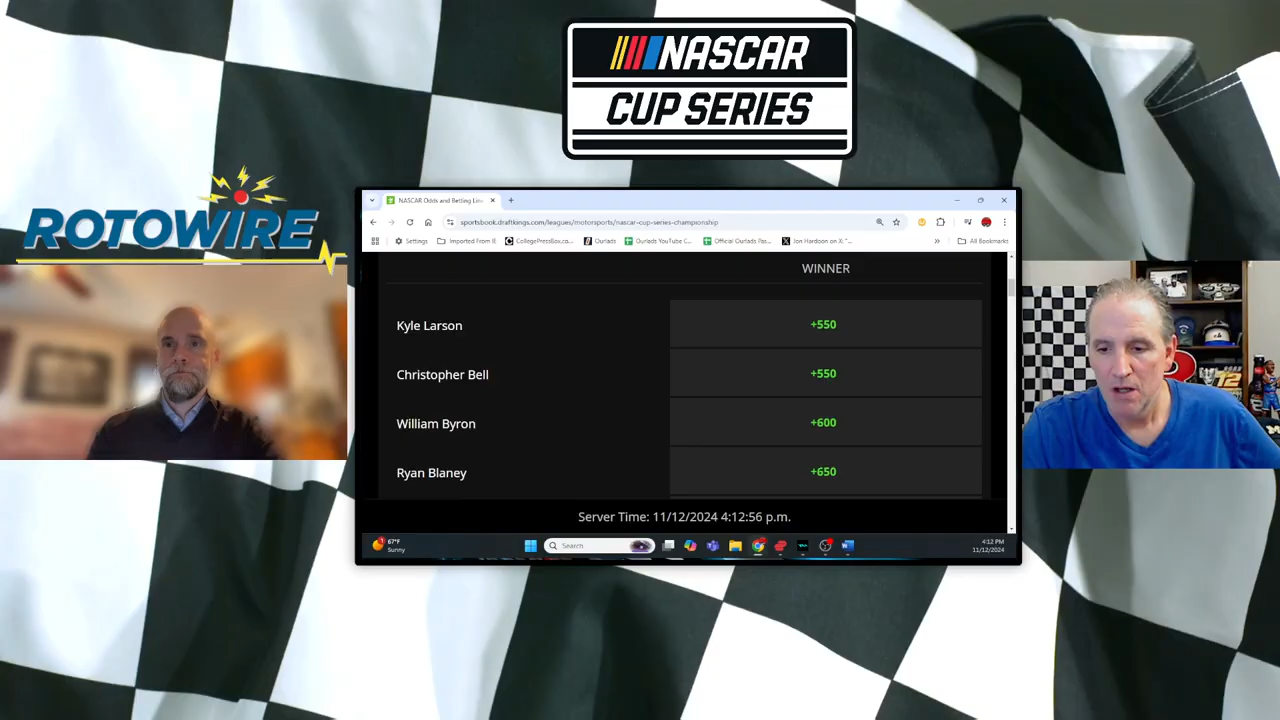 NASCAR
CUP SERIES
ROTOWIRE
NASCAR Odds and Betting Lin
sportsbook.draftkings.com/leagues/motorsports/nascar-cup-series-championship
Settings
Imported From IE
CollegePressBox.co...
Ourlads
Ourlads YouTube C...
Official Ourlads Pas...
Jon Hardoon on X: "...
»
All Bookmarks
WINNER
Kyle Larson +550
Christopher Bell +550
William Byron +600
Ryan Blaney +650
Server Time: 11/12/2024 4:12:56 p.m.
67°F
Sunny
Search
4:12 PM
11/12/2024
12